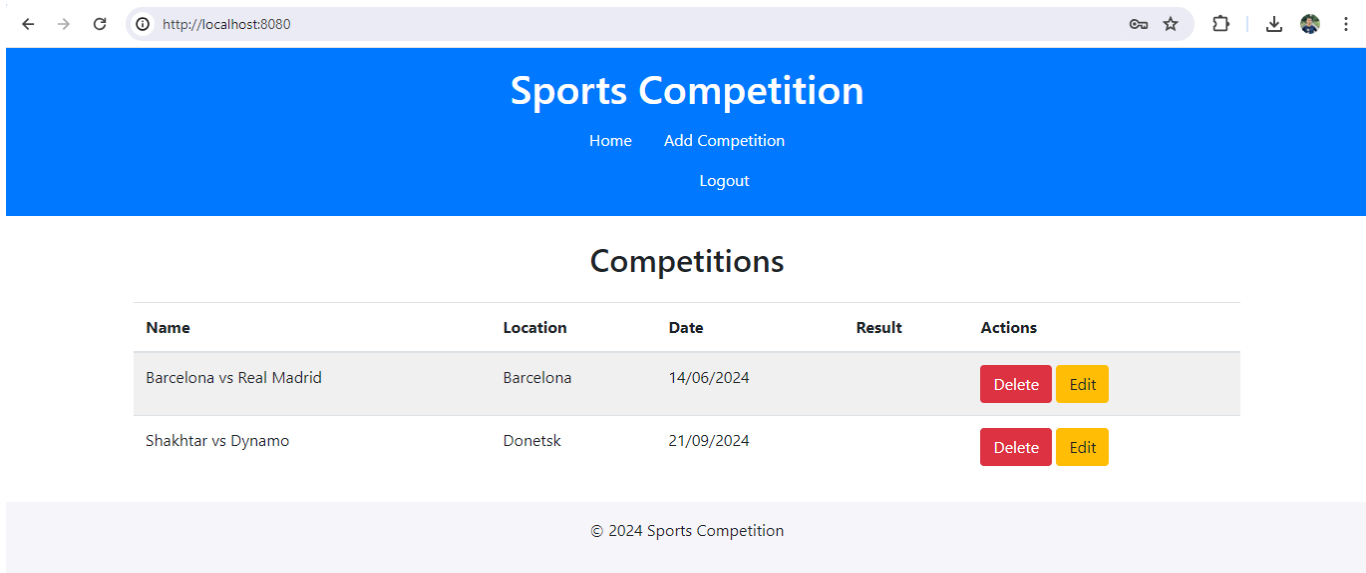 http://localhost:8080
Sports Competition
Home Add Competition
Logout
Competitions
Name Location Date Result Actions
Barcelona vs Real Madrid Barcelona 14/06/2024 Delete Edit
Shakhtar vs Dynamo Donetsk 21/09/2024 Delete Edit
© 2024 Sports Competition